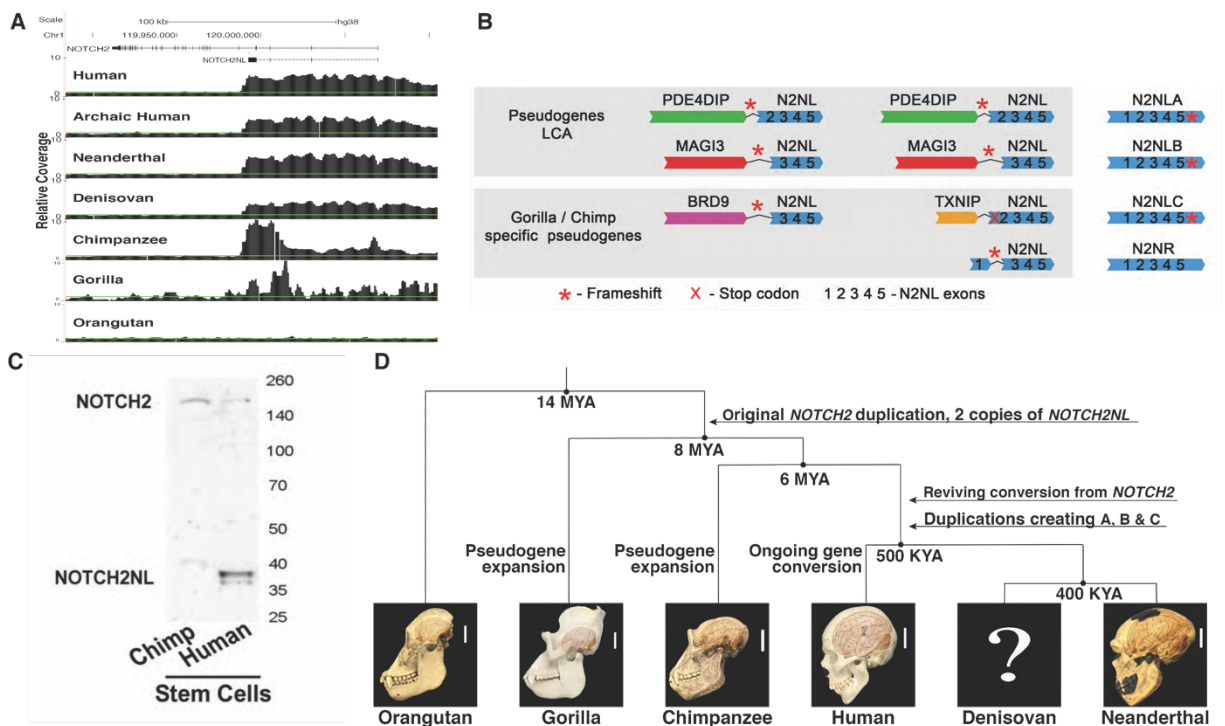 A
Scale
100 kb
hg38
Chr1
119,950,000
120,000,000
NOTCH2
NOTCH2NL
Relative Coverage
10
Human
Archaic Human
Neanderthal
Denisovan
Chimpanzee
Gorilla
Orangutan
B
Pseudogenes
LCA
PDE4DIP * N2NL
2 3 4 5
PDE4DIP * N2NL
2 3 4 5
N2NLA
1 2 3 4 5 *
MAGI3 * N2NL
3 4 5
MAGI3 * N2NL
3 4 5
N2NLB
1 2 3 4 5 *
Gorilla / Chimp
specific pseudogenes
BRD9 * N2NL
3 4 5
TXNIP N2NL
X 2 3 4 5
N2NLC
1 2 3 4 5 *
* N2NL
1 3 4 5
N2NR
1 2 3 4 5
* - Frameshift X - Stop codon 1 2 3 4 5 - N2NL exons
C
NOTCH2
NOTCH2NL
260
140
100
70
50
40
35
25
Chimp
Human
Stem Cells
D
14 MYA
Original NOTCH2 duplication, 2 copies of NOTCH2NL
8 MYA
6 MYA
Reviving conversion from NOTCH2
Duplications creating A, B & C
Pseudogene
expansion
Pseudogene
expansion
Ongoing gene
conversion
500 KYA
400 KYA
?
Orangutan
Gorilla
Chimpanzee
Human
Denisovan
Neanderthal